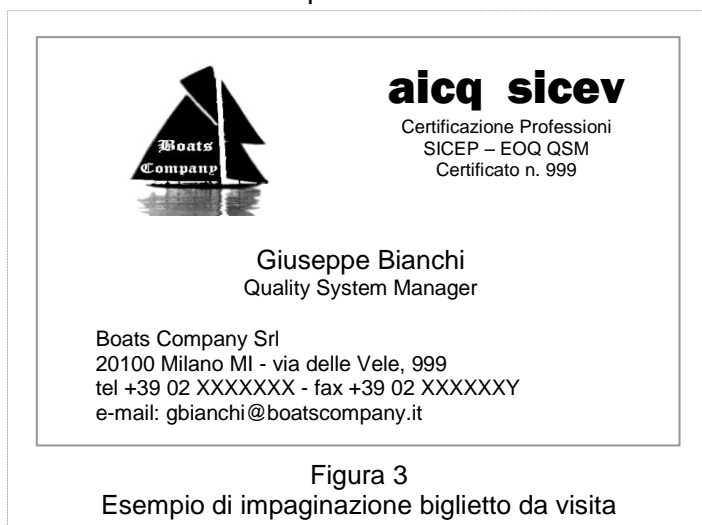 Boats
Company
aicq sicev
Certificazione Professioni
SICEP – EOQ QSM
Certificato n. 999
Giuseppe Bianchi
Quality System Manager
Boats Company Srl
20100 Milano MI - via delle Vele, 999
tel +39 02 XXXXXXX - fax +39 02 XXXXXXY
e-mail: gbianchi@boatscompany.it
Figura 3
Esempio di impaginazione biglietto da visita